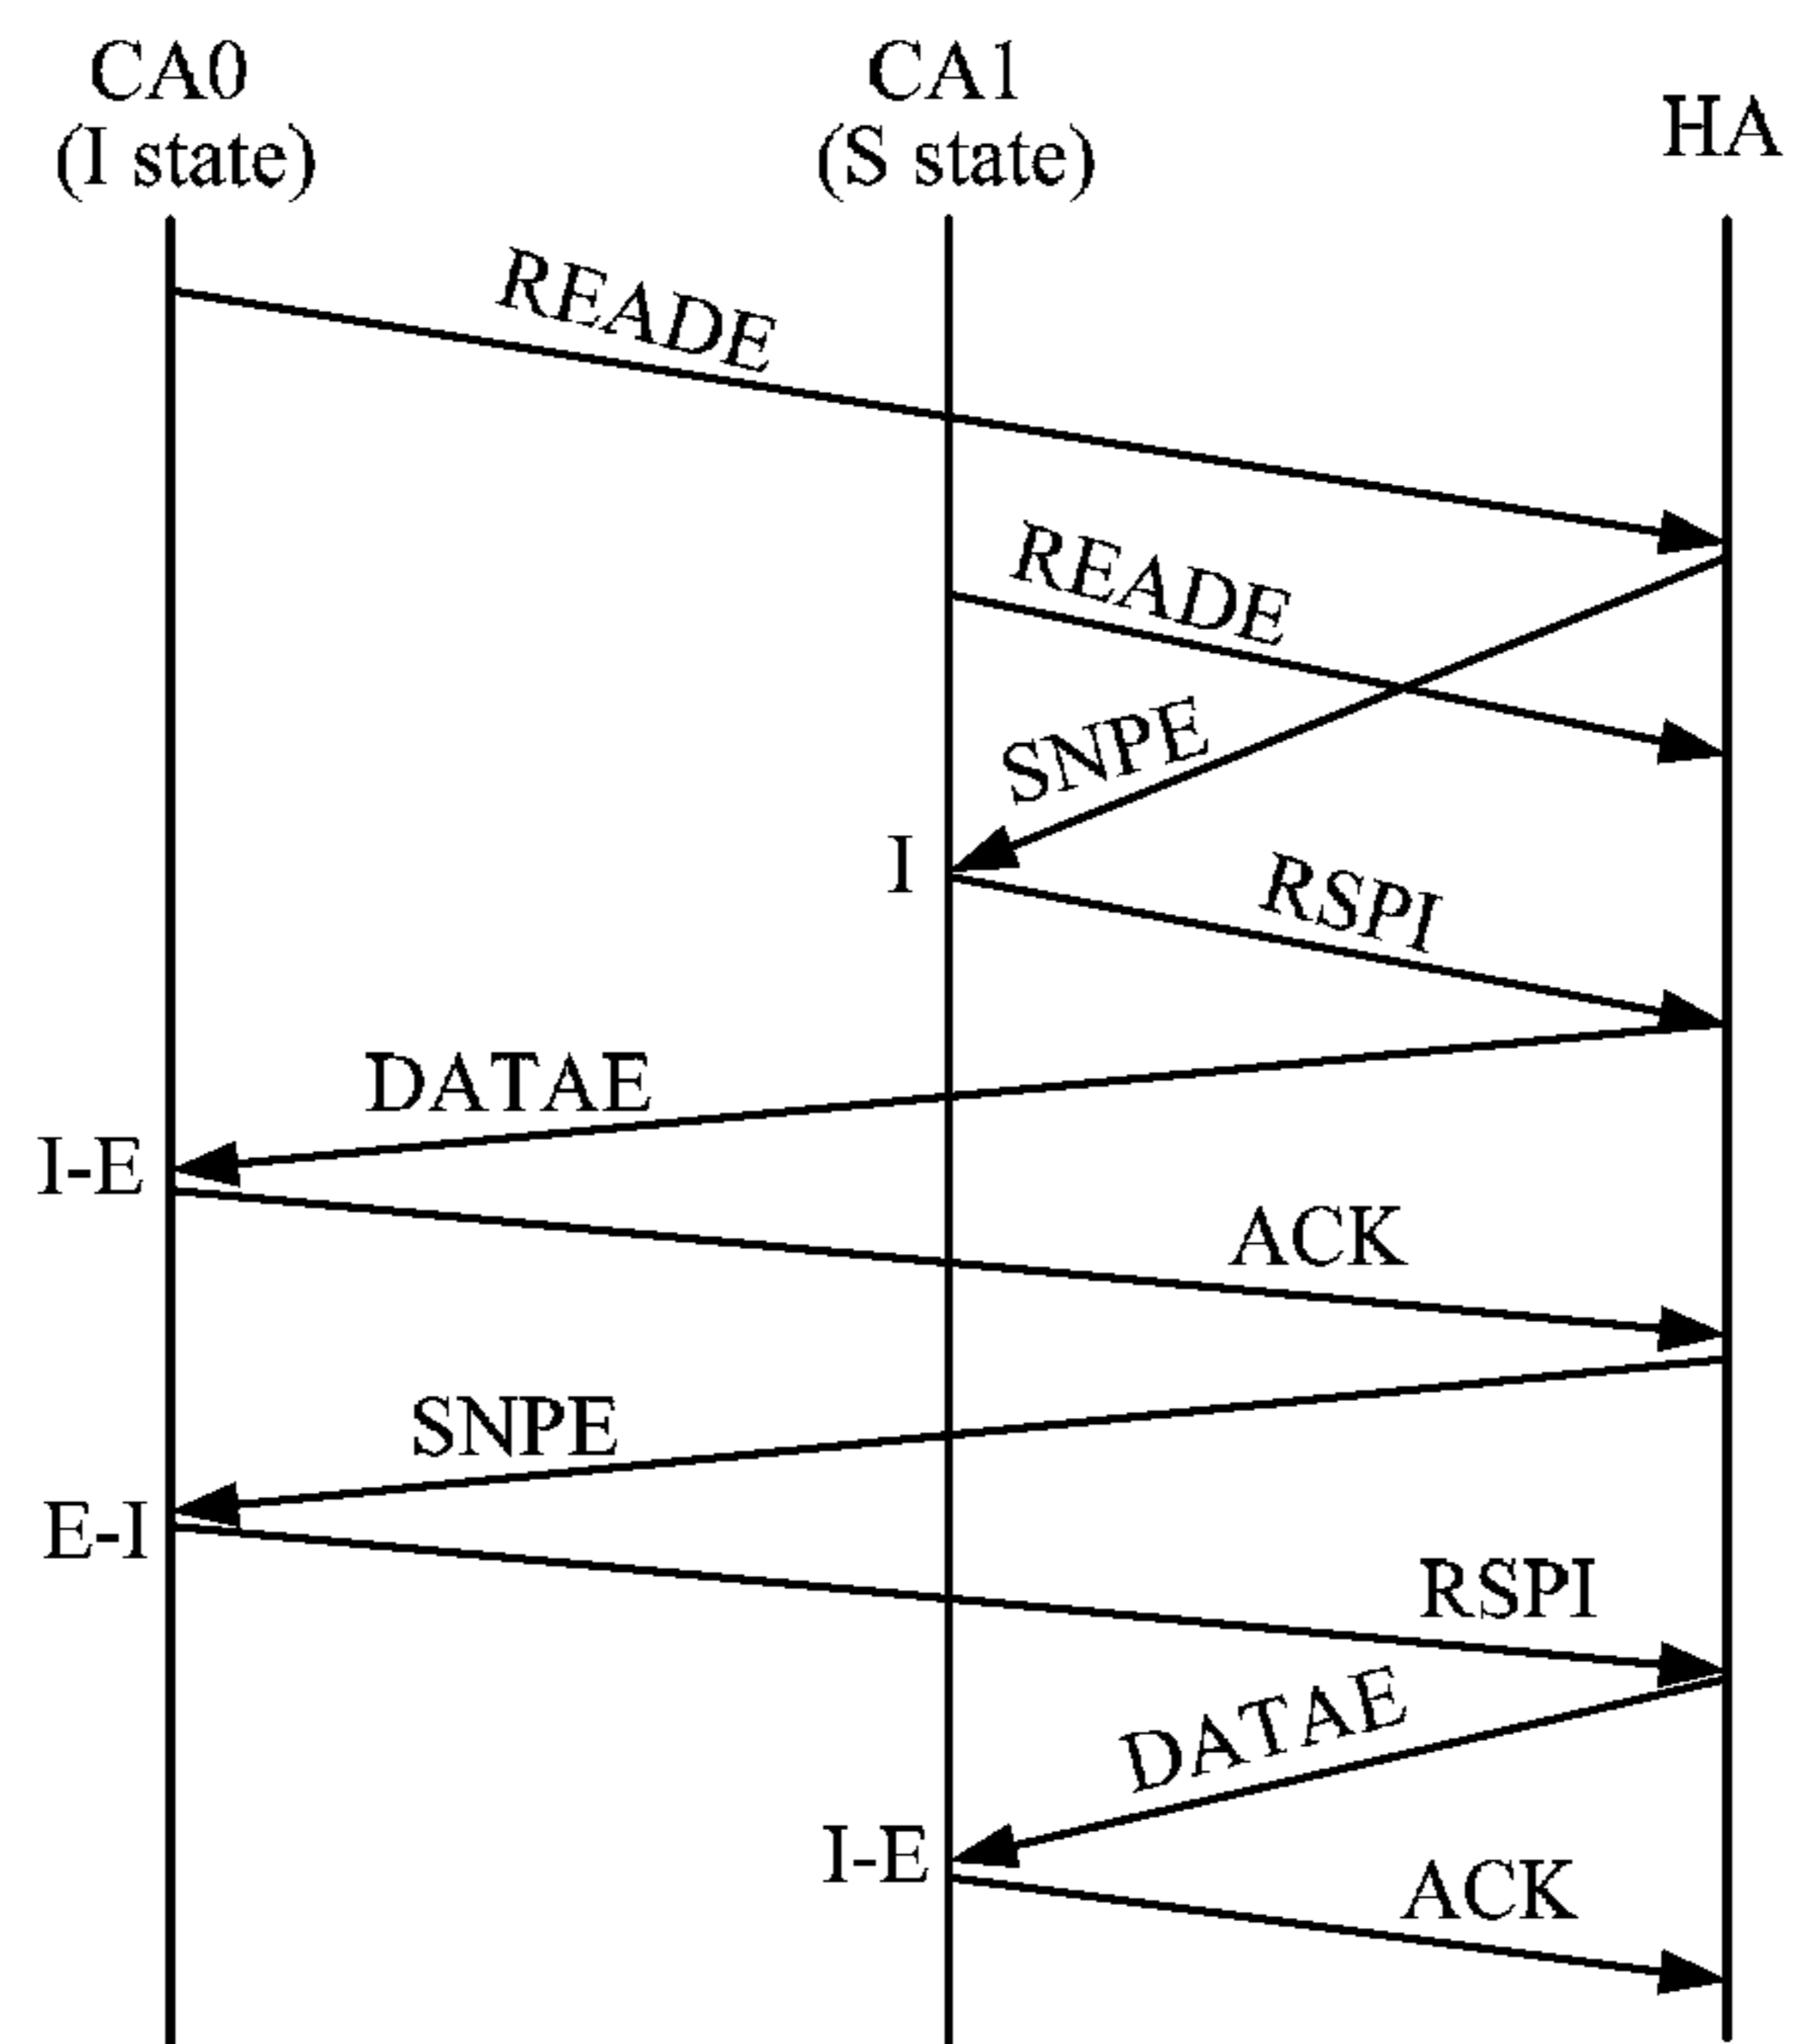 CA0
(I state)
CA1
(S state)
HA
READE
READE
SNPE
I
RSPI
DATAE
I-E
ACK
SNPE
E-I
RSPI
DATAE
I-E
ACK